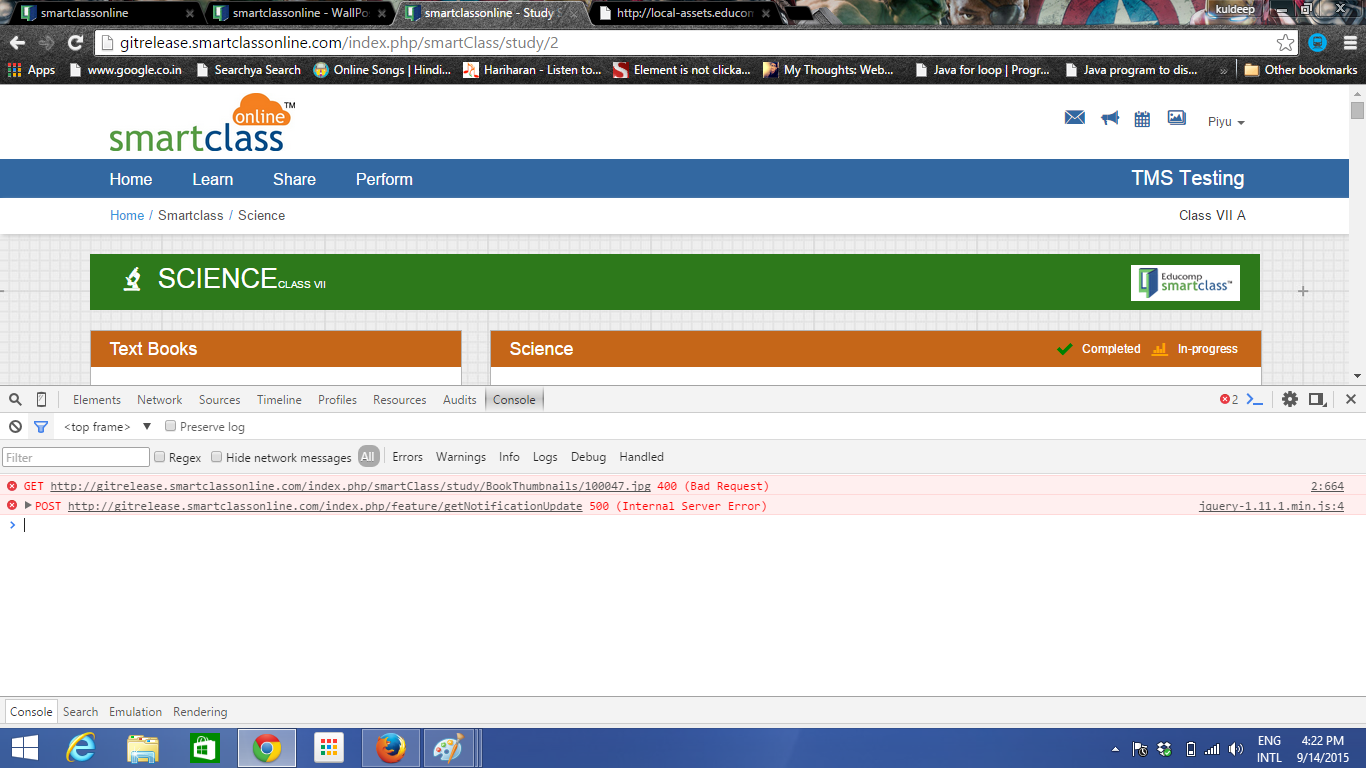 smartclassonline
smartclassonline - WallPo
smartclassonline - Study
http://local-assets.educom
kuldeep
gitrelease.smartclassonline.com/index.php/smartClass/study/2
Apps
www.google.co.in
Searchya Search
Online Songs | Hindi...
Hariharan - Listen to...
Element is not clicka...
My Thoughts: Web...
Java for loop | Progr...
Java program to dis...
»
Other bookmarks
smartclass online TM
Piyu
Home Learn Share Perform
TMS Testing
Home / Smartclass / Science
Class VII A
SCIENCE CLASS VII
Educomp
smartclass™
Text Books
Science
Completed
In-progress
Elements Network Sources Timeline Profiles Resources Audits Console
2
<top frame>
Preserve log
Filter
Regex
Hide network messages
All Errors Warnings Info Logs Debug Handled
GET http://gitrelease.smartclassonline.com/index.php/smartClass/study/BookThumbnails/100047.jpg 400 (Bad Request) 2:664
POST http://gitrelease.smartclassonline.com/index.php/feature/getNotificationUpdate 500 (Internal Server Error) jquery-1.11.1.min.js:4
>
Console Search Emulation Rendering
ENG
INTL
4:22 PM
9/14/2015